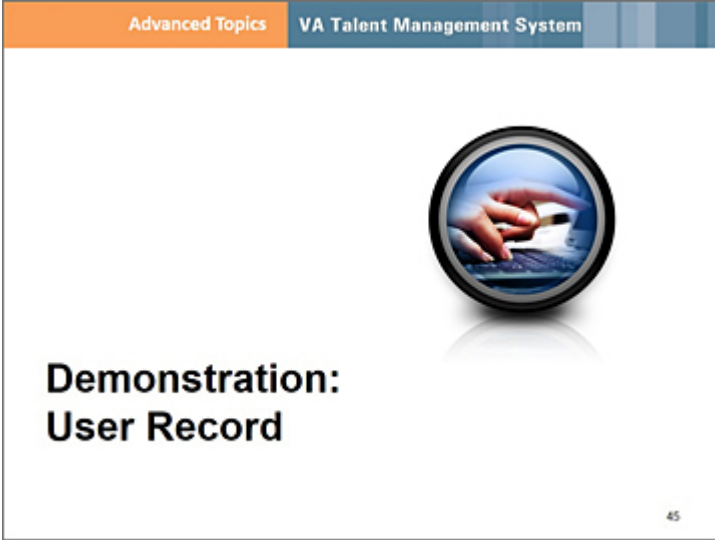 Advanced Topics
VA Talent Management System
Demonstration:
User Record
45